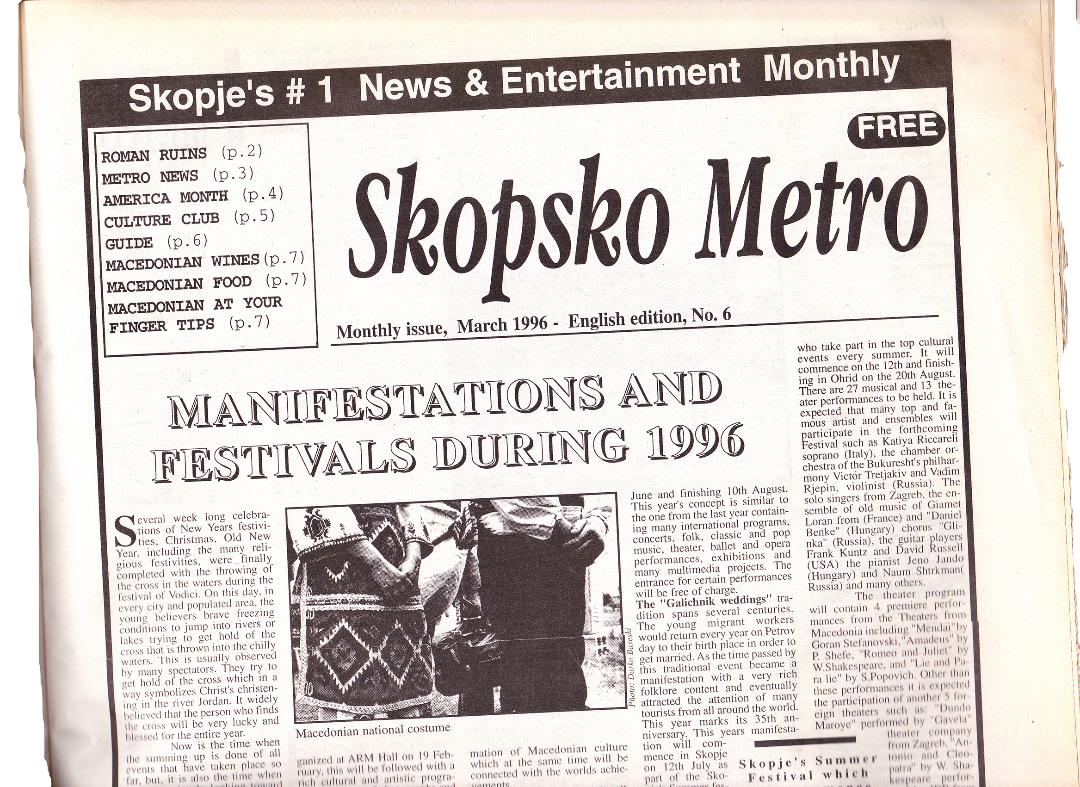 Skopje's # 1 News & Entertainment Monthly
FREE
ROMAN RUINS (p.2)
METRO NEWS (p.3)
AMERICA MONTH (p.4)
CULTURE CLUB (p.5)
GUIDE (p.6)
MACEDONIAN WINES (p.7)
MACEDONIAN FOOD (p.7)
MACEDONIAN AT YOUR
FINGER TIPS (p.7)
Skopsko Metro
Monthly issue, March 1996 - English edition, No. 6
MANIFESTATIONS AND
FESTIVALS DURING 1996
Several week long celebra-
tions of New Years festivi-
ties, Christmas, Old New
Year, including the many reli-
gious festivities, were finally
completed with the throwing of
the cross in the waters during the
festival of Vodici. On this day, in
every city and populated area, the
young believers brave freezing
conditions to jump into rivers or
lakes trying to get hold of the
cross that is thrown into the chilly
waters. This is usually observed
by many spectators. They try to
get hold of the cross which in a
way symbolizes Christ's christen-
ing in the river Jordan. It widely
believed that the person who finds
the cross will be very lucky and
blessed for the entire year.
Now is the time when
the summing up is done of all
events that have taken place so
far, but, it is also the time when
Macedonian national costume
ganized at ARM Hall on 19 Feb-
ruary, this will be followed with a
rich cultural and artistic progra-
mation of Macedonian culture
which at the same time will be
connected with the worlds achie-
vements.
June and finishing 10th August.
This year's concept is similar to
the one from the last year contain-
ing many international programs,
concerts, folk, classic and pop
music, theater, ballet and opera
performances, exhibitions and
many multimedia projects. The
entrance for certain performances
will be free of charge.
The "Galichnik weddings" tra-
dition spans several centuries.
The young migrant workers
would return every year on Petrov
day to their birth place in order to
get married. As the time passed by
this traditional event became a
manifestation with a very rich
folklore content and eventually
attracted the attention of many
tourists from all around the world.
This year marks its 35th an-
niversary. This years manifesta-
tion will com-
mence in Skopje
on 12th July as
part of the Sko-
Skopje's Summer
Festival which
who take part in the top cultural
events every summer. It will
commence on the 12th and finish-
ing in Ohrid on the 20th August.
There are 27 musical and 13 the-
ater performances to be held. It is
expected that many top and fa-
mous artist and ensembles will
participate in the forthcoming
Festival such as Katiya Riccareli
soprano (Italy), the chamber or-
chestra of the Bukuresht's philhar-
mony Victor Tretjakiv and Vadim
Rjepin, violinist (Russia). The
solo singers from Zagreb, the en-
semble of old music of Giamet
Loran from (France) and "Daniel
Benke" (Hungary) chorus "Gli-
nka" (Russia), the guitar players
Frank Kuntz and David Russell
(USA) the pianist Jeno Jando
(Hungary) and Naum Shtrkman(
Russia) and many others.
The theater program
will contain 4 premiere perfor-
mances from the Theaters from
Macedonia including "Mendai"by
Goran Stefanovski,"Amadeus"by
P. Shefe, "Romeo and Juliet" by
W.Shakespeare, and "Lie and Pa-
ra lie" by S.Popovich. Other than
these performances it is expected
the participation of another 5 for-
eign theaters such as: "Dundo
Maroye" performed by "Gavela"
theater company
from Zagreb, "An-
tonio and Cleo-
patra" by W. Sha-
kespeare perfor-